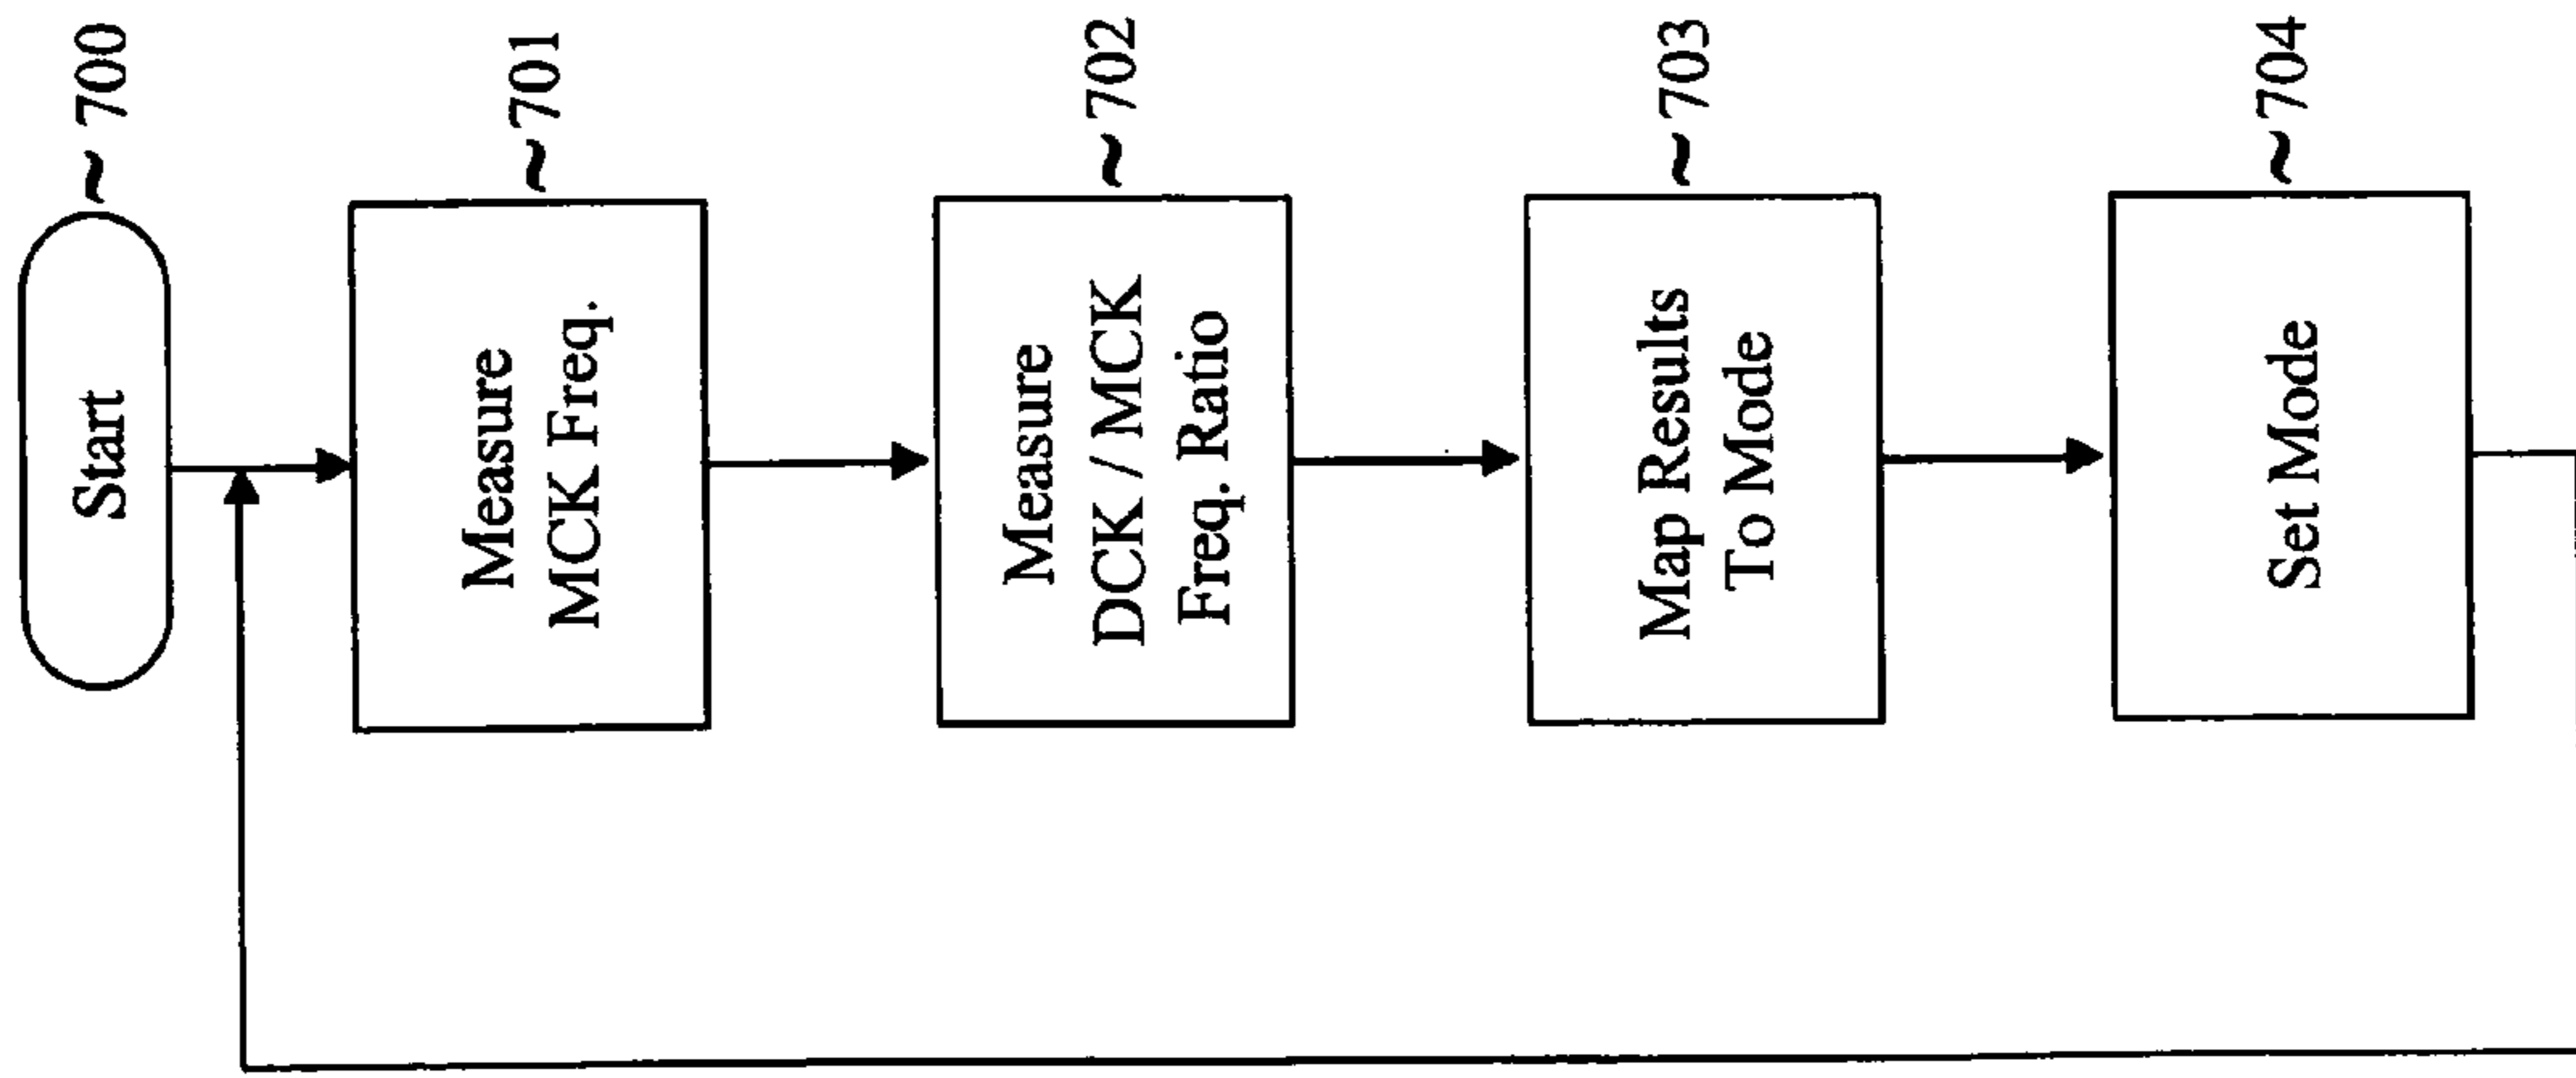 Start
~ 700
Measure
MCK Freq.
~701
Measure
DCK / MCK
Freq. Ratio
~702
Map Results
To Mode
~703
Set Mode
~704